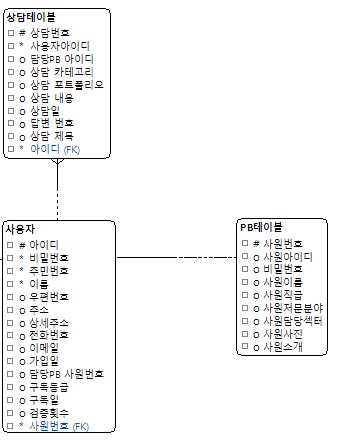 상담테이블
# 상담번호
* 사용자아이디
o 담당PB 아이디
o 상담 카테고리
o 상담 포트폴리오
o 상담 내용
o 상담일
o 답변 번호
o 상담 제목
* 아이디 (FK)
사용자
# 아이디
* 비밀번호
* 주민번호
* 이름
o 우편번호
o 주소
o 상세주소
o 전화번호
o 이메일
o 가입일
o 담당PB 사원번호
o 구독등급
o 구독일
o 검증횟수
* 사원번호 (FK)
PB테이블
# 사원번호
o 사원아이디
o 비밀번호
o 사원이름
o 사원직급
o 사원저문분야
o 사원담당섹터
o 사원사진
o 사원소개